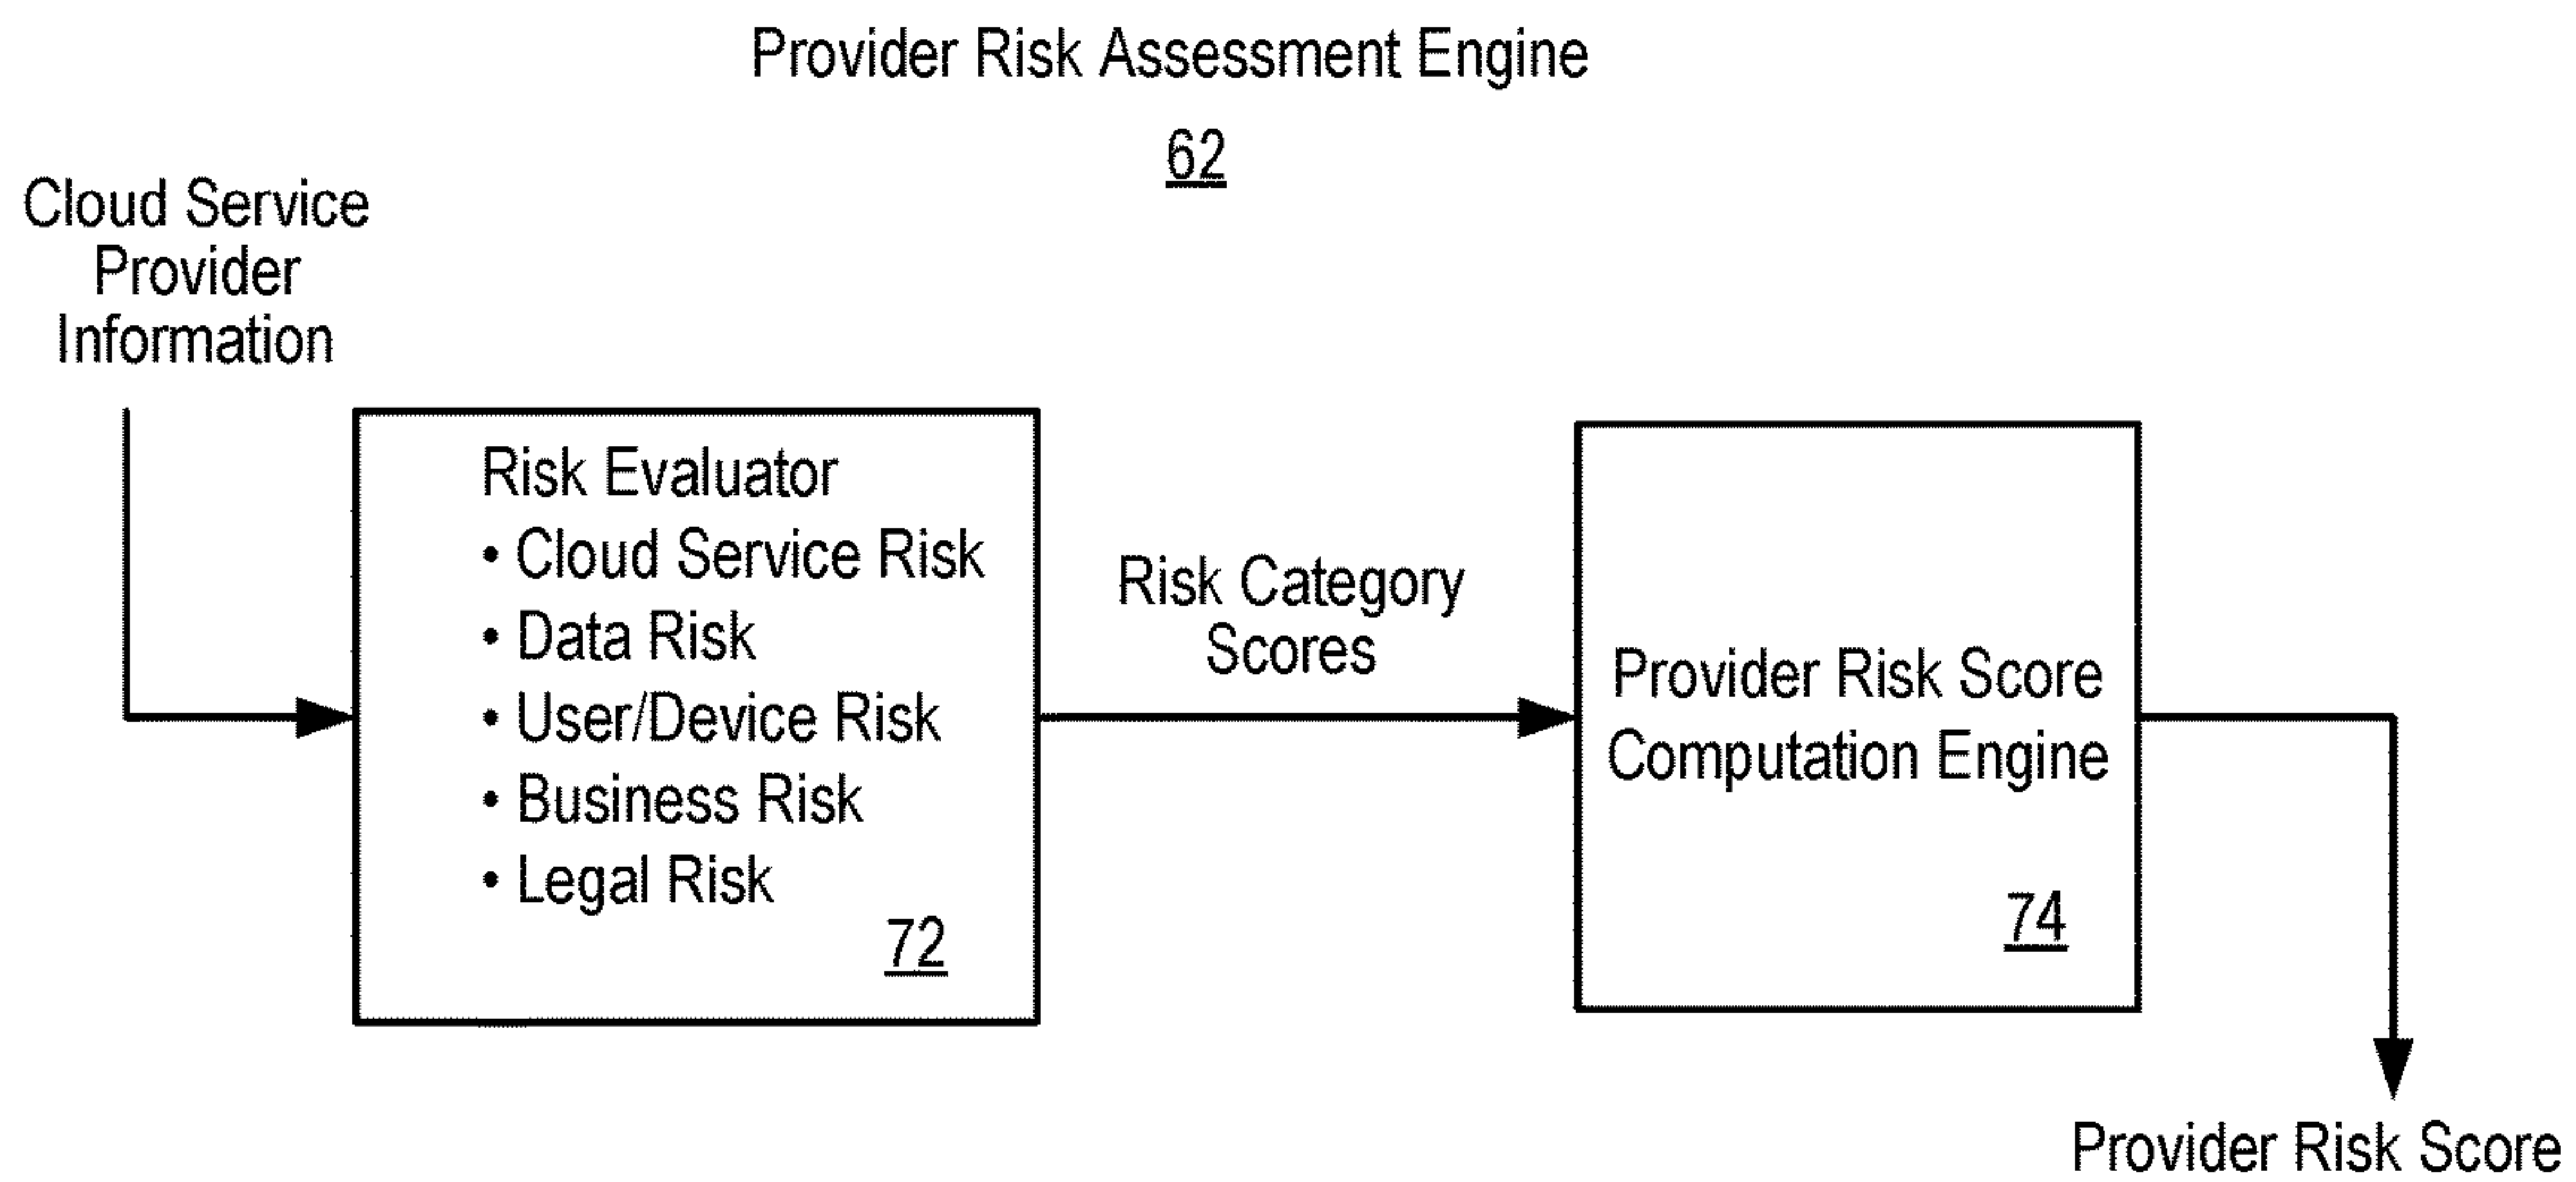 Provider Risk Assessment Engine
62
Cloud Service
Provider
Information
Risk Evaluator
• Cloud Service Risk
• Data Risk
• User/Device Risk
• Business Risk
• Legal Risk
72
Risk Category
Scores
Provider Risk Score
Computation Engine
74
Provider Risk Score